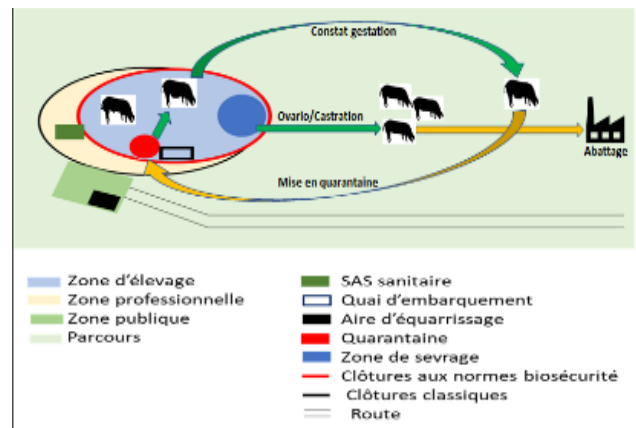 Constat gestation
Ovario/Castration
Abattage
Mise en quarantaine
Zone d'élevage
Zone professionnelle
Zone publique
Parcours
SAS sanitaire
Quai d'embarquement
Aire d'équarrissage
Quarantaine
Zone de sevrage
Clôtures aux normes biosécurité
Clôtures classiques
Route